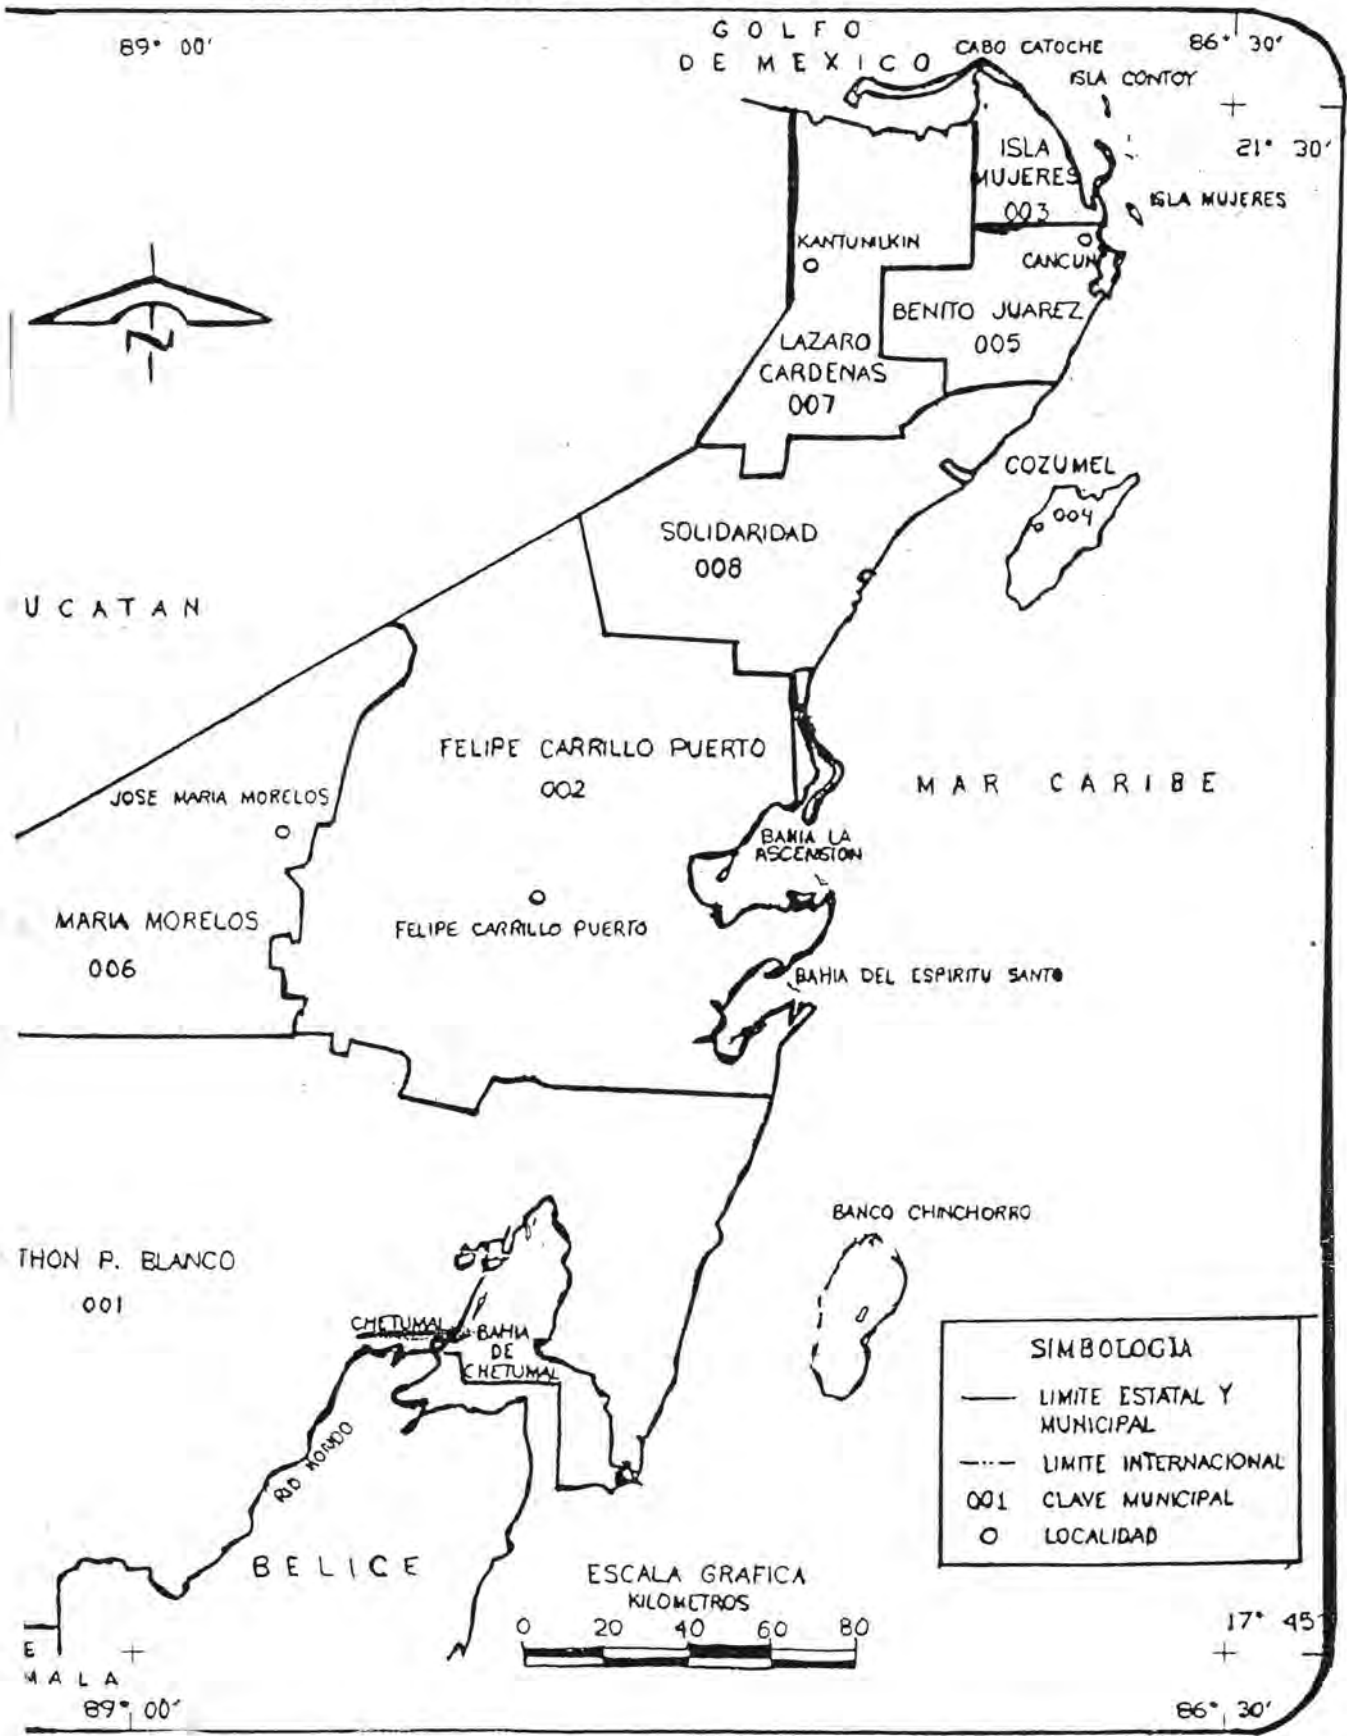 89° 00'
GOLFO
DE MEXICO
CABO CATOCHE
86° 30'
ISLA CONTOY
21° 30'
ISLA
MUJERES
003
ISLA MUJERES
KANTUNILKIN
CANCUN
BENITO JUAREZ
005
LAZARO
CARDENAS
007
N
COZUMEL
004
SOLIDARIDAD
008
UCATAN
FELIPE CARRILLO PUERTO
002
MAR CARIBE
JOSE MARIA MORELOS
BAHIA LA
ASCENSION
MARIA MORELOS
006
FELIPE CARRILLO PUERTO
BAHIA DEL ESPIRITU SANTO
BANCO CHINCHORRO
THON P. BLANCO
001
CHETUMAL
BAHIA
DE
CHETUMAL
RIO HONDO
BELICE
SIMBOLOGIA
LIMITE ESTATAL Y
MUNICIPAL
LIMITE INTERNACIONAL
001 CLAVE MUNICIPAL
LOCALIDAD
ESCALA GRAFICA
KILOMETROS
0 20 40 60 80
17° 45
E
MALA
89° 00'
86° 30'